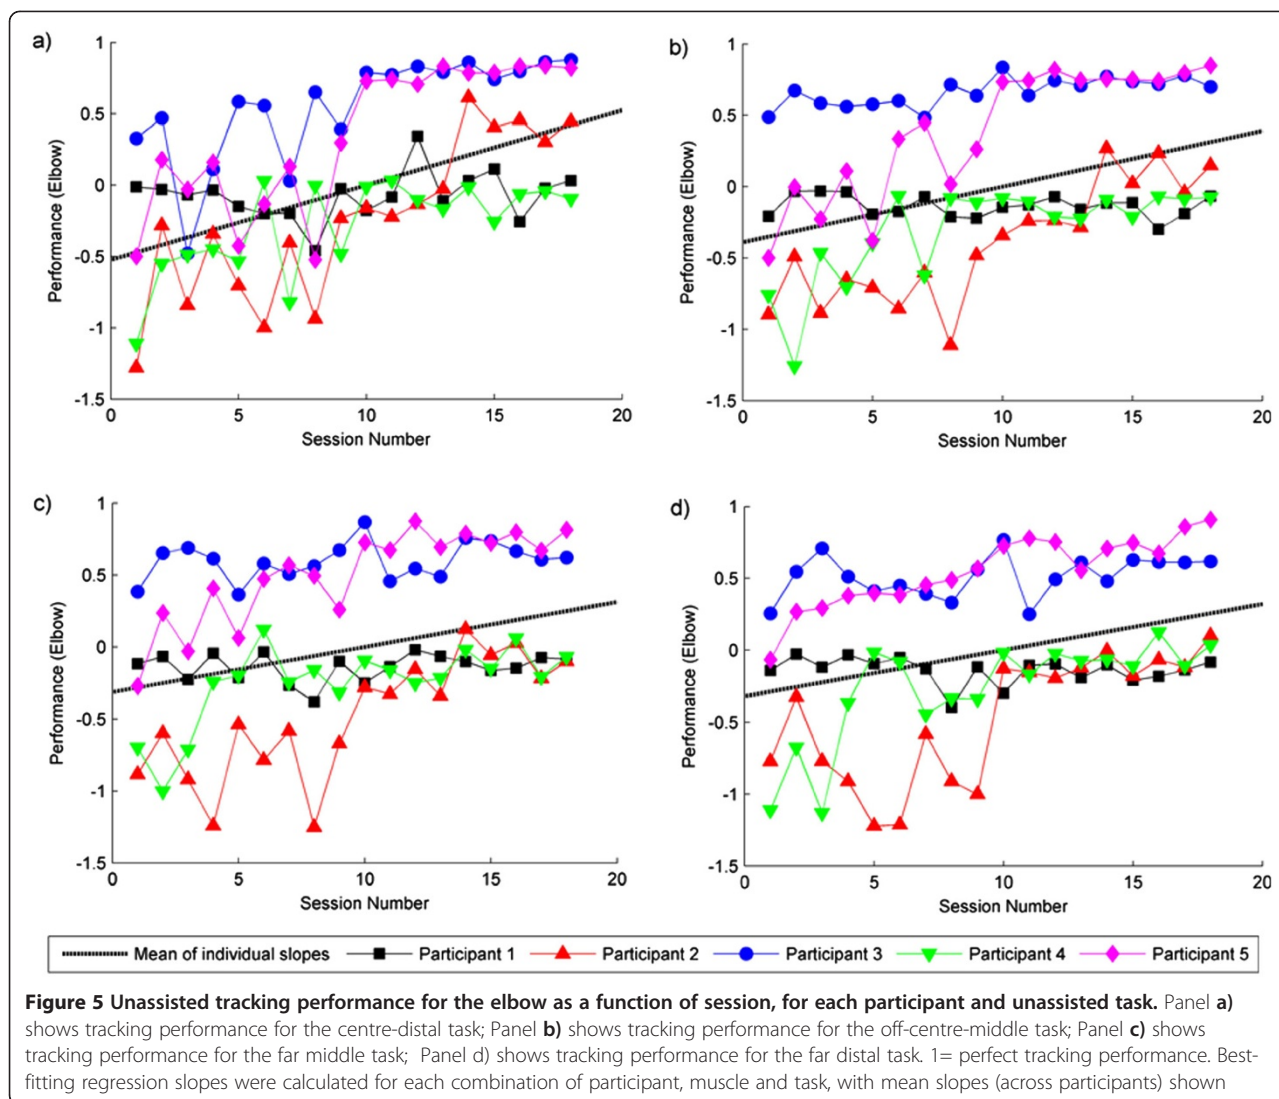 a)
1
0.5
0
-0.5
-1
-1.5
Performance (Elbow)
0 5 10 15 20
Session Number
b)
1
0.5
0
-0.5
-1
-1.5
Performance (Elbow)
0 5 10 15 20
Session Number
c)
1
0.5
0
-0.5
-1
-1.5
Performance (Elbow)
0 5 10 15 20
Session Number
d)
1
0.5
0
-0.5
-1
-1.5
Performance (Elbow)
0 5 10 15 20
Session Number
Mean of individual slopes Participant 1 Participant 2 Participant 3 Participant 4 Participant 5
Figure 5 Unassisted tracking performance for the elbow as a function of session, for each participant and unassisted task. Panel a)
shows tracking performance for the centre-distal task; Panel b) shows tracking performance for the off-centre-middle task; Panel c) shows
tracking performance for the far middle task; Panel d) shows tracking performance for the far distal task. 1= perfect tracking performance. Best-
fitting regression slopes were calculated for each combination of participant, muscle and task, with mean slopes (across participants) shown